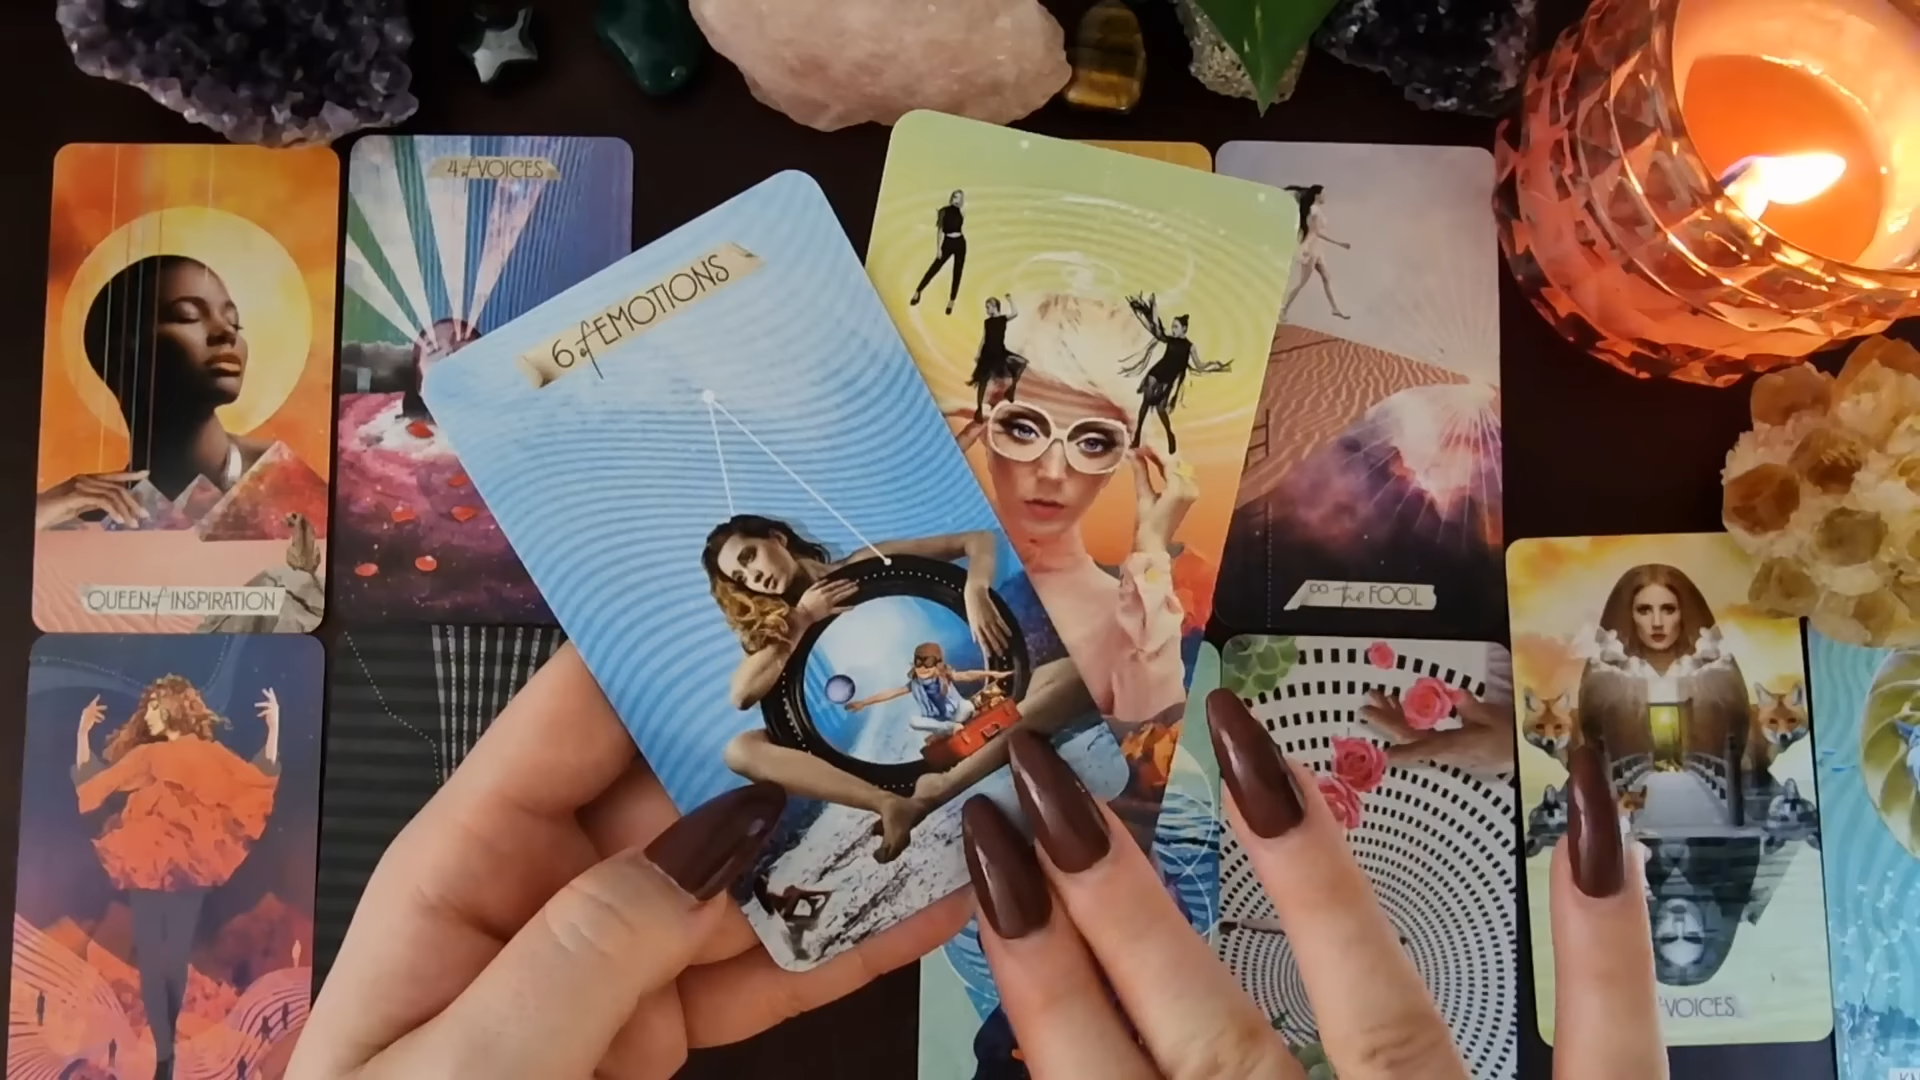 4 of VOICES
6 of EMOTIONS
QUEEN of INSPIRATION
∞ the FOOL
VOICES